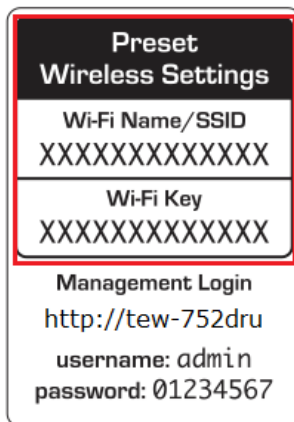 Preset
Wireless Settings
Wi-Fi Name/SSID
XXXXXXXXXXXXX
Wi-Fi Key
XXXXXXXXXXXXX
Management Login
http://tew-752dru
username: admin
password: 01234567